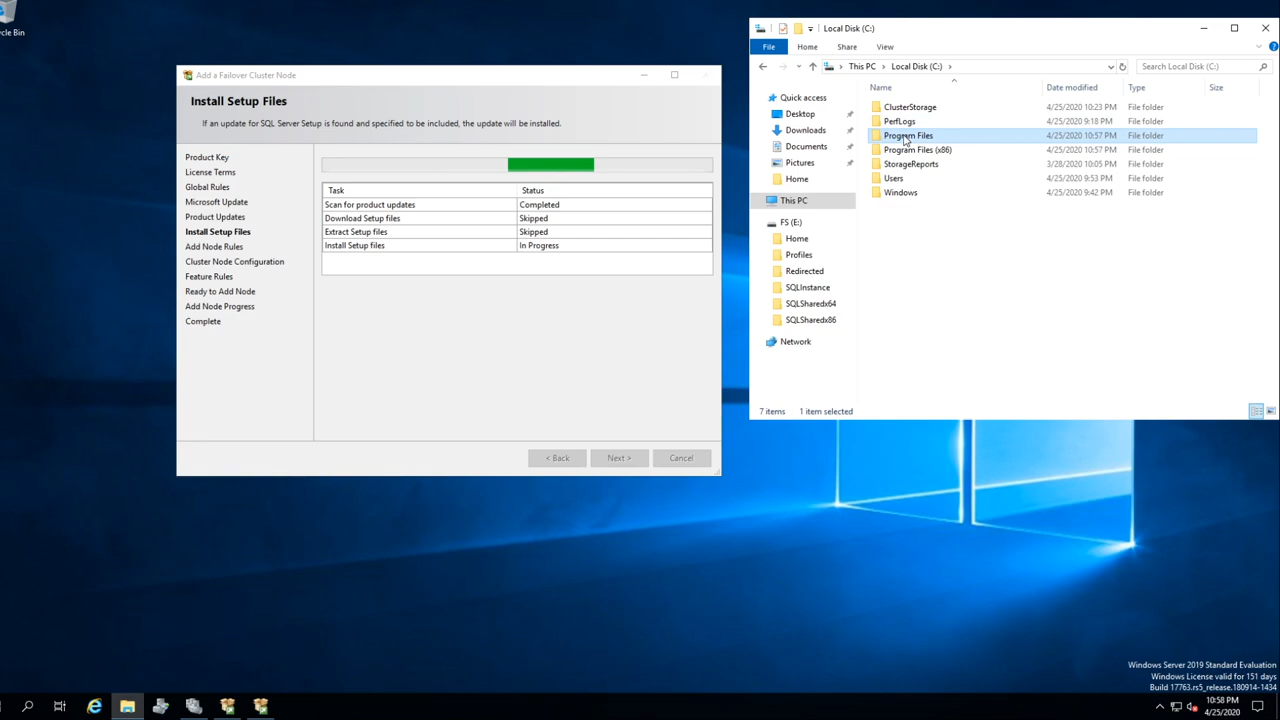 cle Bin
Add a Failover Cluster Node
Install Setup Files
If an update for SQL Server Setup is found and specified to be included, the update will be installed.
Product Key
License Terms
Global Rules
Microsoft Update
Product Updates
Install Setup Files
Add Node Rules
Cluster Node Configuration
Feature Rules
Ready to Add Node
Add Node Progress
Complete
Task Status
Scan for product updates Completed
Download Setup files Skipped
Extract Setup files Skipped
Install Setup files In Progress
< Back Next > Cancel
Local Disk (C:)
File Home Share View
This PC > Local Disk (C:) > Search Local Disk (C:)
Quick access
Desktop
Downloads
Documents
Pictures
Home
This PC
FS (E:)
Home
Profiles
Redirected
SQLInstance
SQLSharedx64
SQLSharedx86
Network
Name Date modified Type Size
ClusterStorage 4/25/2020 10:23 PM File folder
PerfLogs 4/25/2020 9:18 PM File folder
Program Files 4/25/2020 10:57 PM File folder
Program Files (x86) 4/25/2020 10:57 PM File folder
StorageReports 3/28/2020 10:05 PM File folder
Users 4/25/2020 9:53 PM File folder
Windows 4/25/2020 9:42 PM File folder
7 items 1 item selected
Windows Server 2019 Standard Evaluation
Windows License valid for 151 days
Build 17763.rs5_release.180914-1434
10:58 PM
4/25/2020